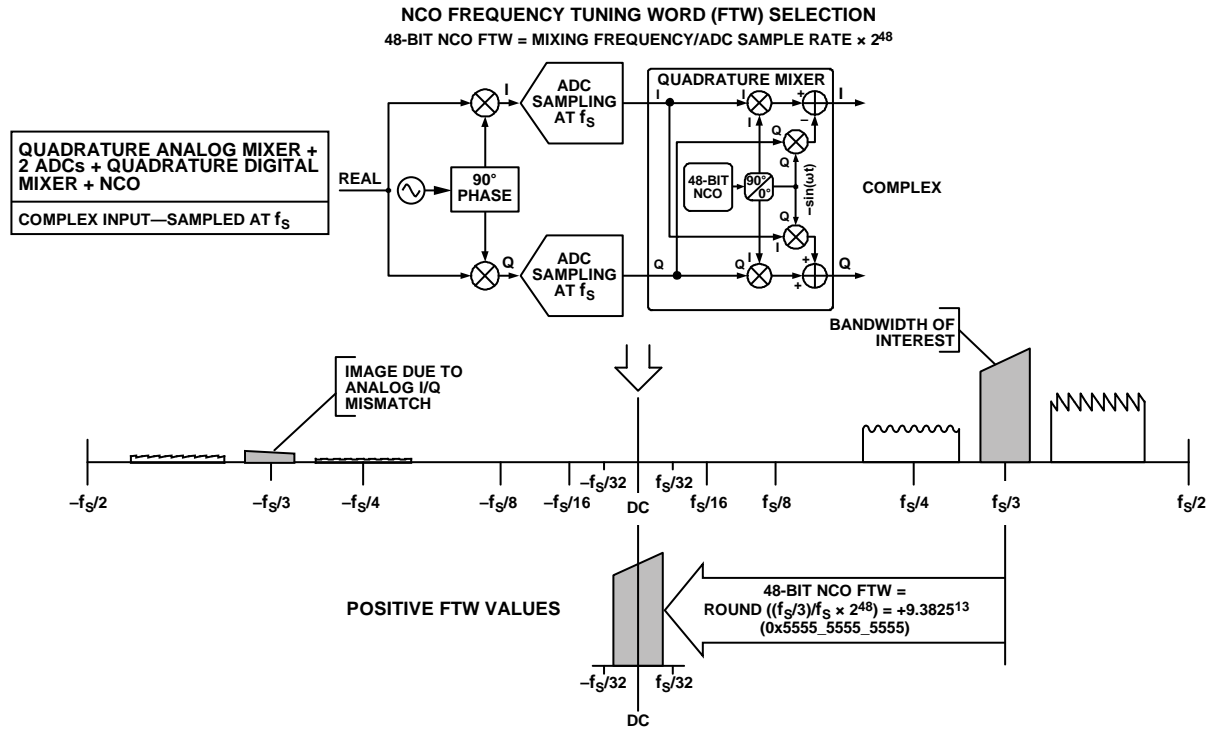 NCO FREQUENCY TUNING WORD (FTW) SELECTION
48-BIT NCO FTW = MIXING FREQUENCY/ADC SAMPLE RATE × 2^48
QUADRATURE ANALOG MIXER +
2 ADCs + QUADRATURE DIGITAL
MIXER + NCO
COMPLEX INPUT—SAMPLED AT fS
REAL
90°
PHASE
I
ADC
SAMPLING
AT fS
Q
ADC
SAMPLING
AT fS
QUADRATURE MIXER
I
I
I
+
–
I
Q
Q
48-BIT
NCO
90°
0°
–sin(ωt)
Q
Q
I
Q
Q
I
+
+
Q
COMPLEX
BANDWIDTH OF
INTEREST
IMAGE DUE TO
ANALOG I/Q
MISMATCH
–fS/2
–fS/3
–fS/4
–fS/8
–fS/16
–fS/32
DC
fS/32
fS/16
fS/8
fS/4
fS/3
fS/2
POSITIVE FTW VALUES
48-BIT NCO FTW =
ROUND ((fS/3)/fS × 2^48) = +9.3825^13
(0x5555_5555_5555)
–fS/32
fS/32
DC